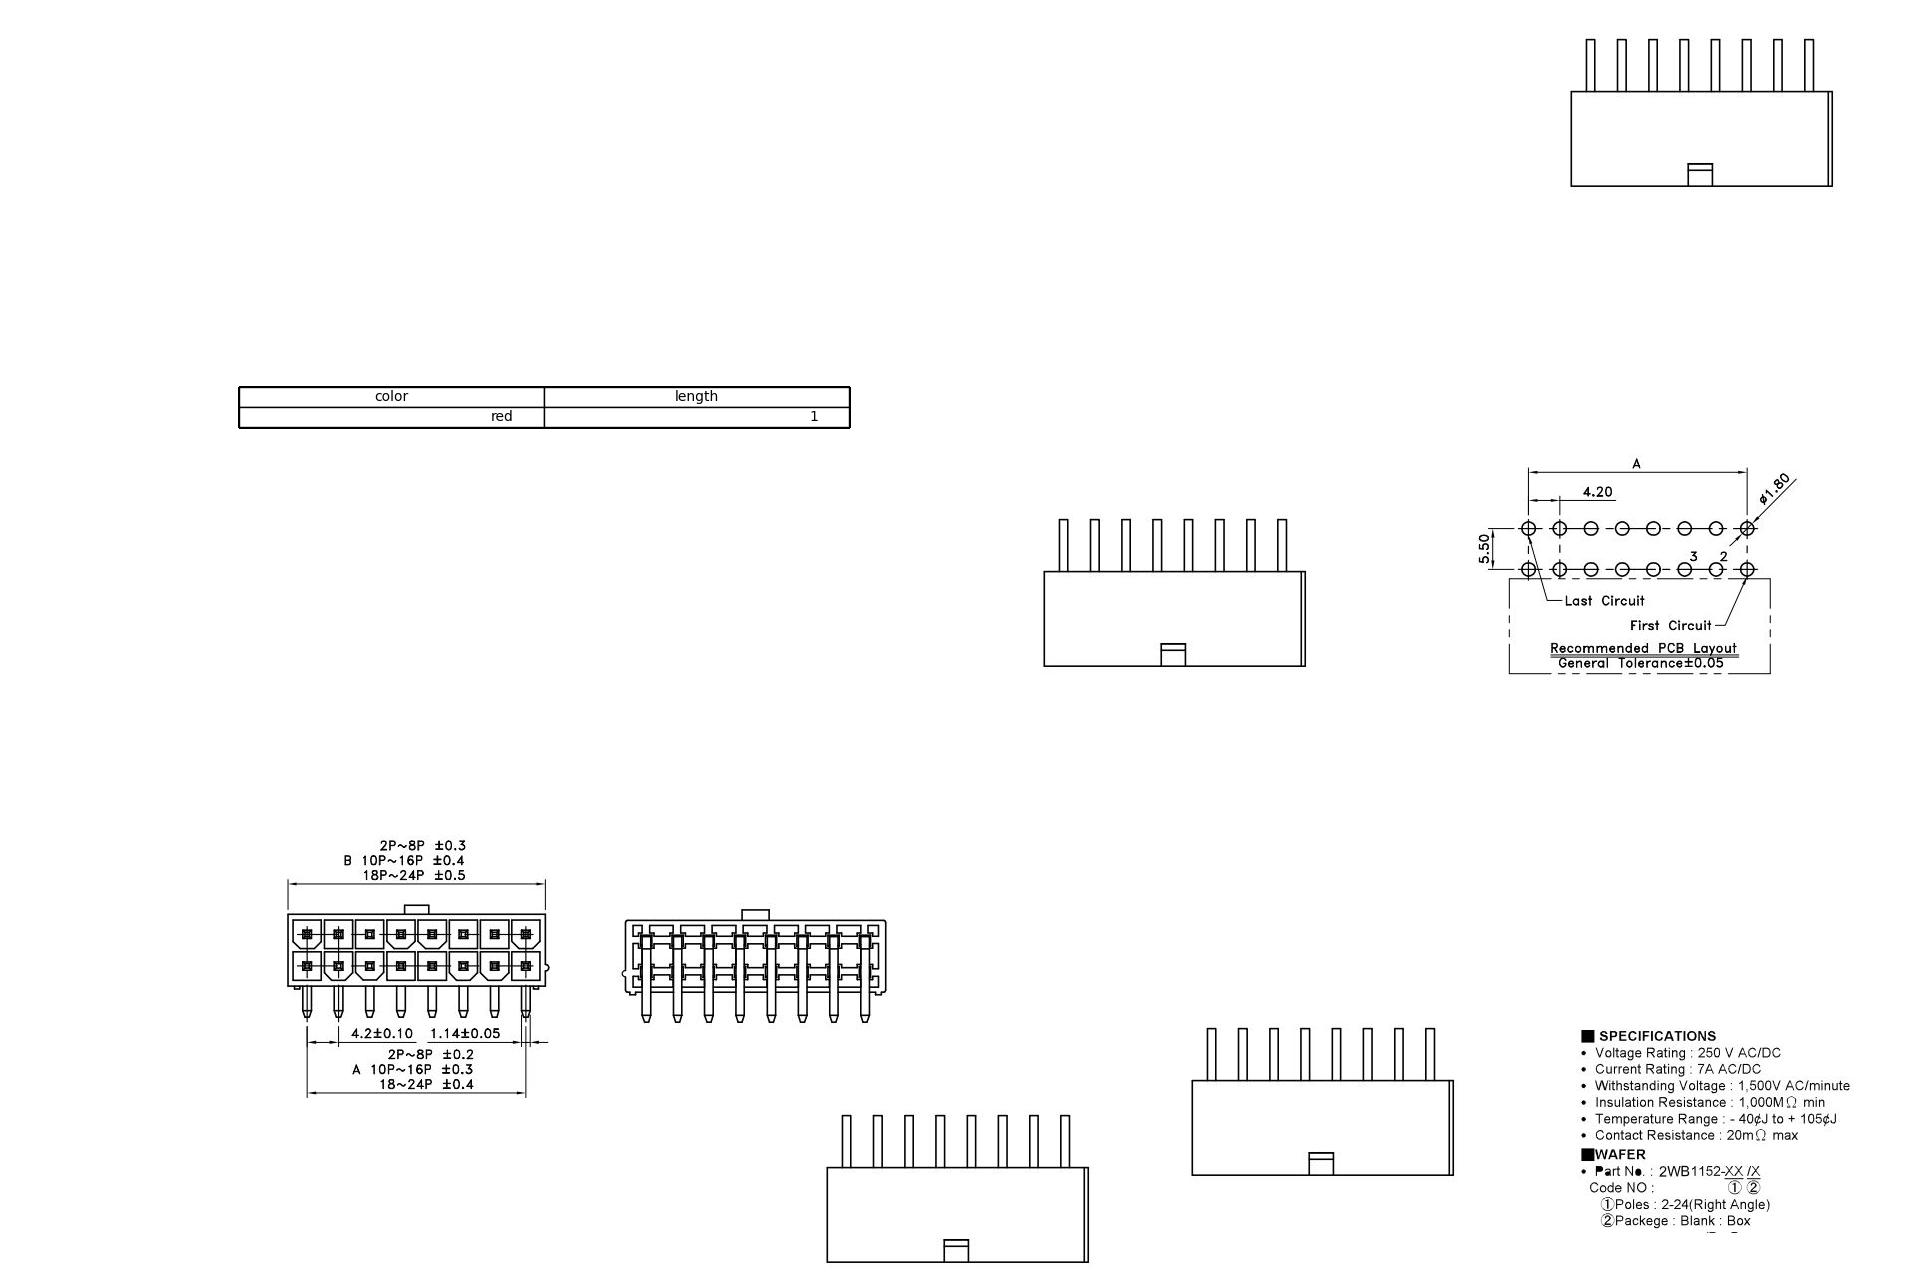 color length
red 1
A
4.20
ø1.80
5.50
3 2
Last Circuit
First Circuit
Recommended PCB Layout
General Tolerance±0.05
2P~8P ±0.3
B 10P~16P ±0.4
18P~24P ±0.5
4.2±0.10 1.14±0.05
2P~8P ±0.2
A 10P~16P ±0.3
18~24P ±0.4
■ SPECIFICATIONS
• Voltage Rating : 250 V AC/DC
• Current Rating : 7A AC/DC
• Withstanding Voltage : 1,500V AC/minute
• Insulation Resistance : 1,000MΩ min
• Temperature Range : - 40¢J to + 105¢J
• Contact Resistance : 20mΩ max
■WAFER
• Part No. : 2WB1152-XX /X
Code NO : ① ②
①Poles : 2-24(Right Angle)
②Packege : Blank : Box